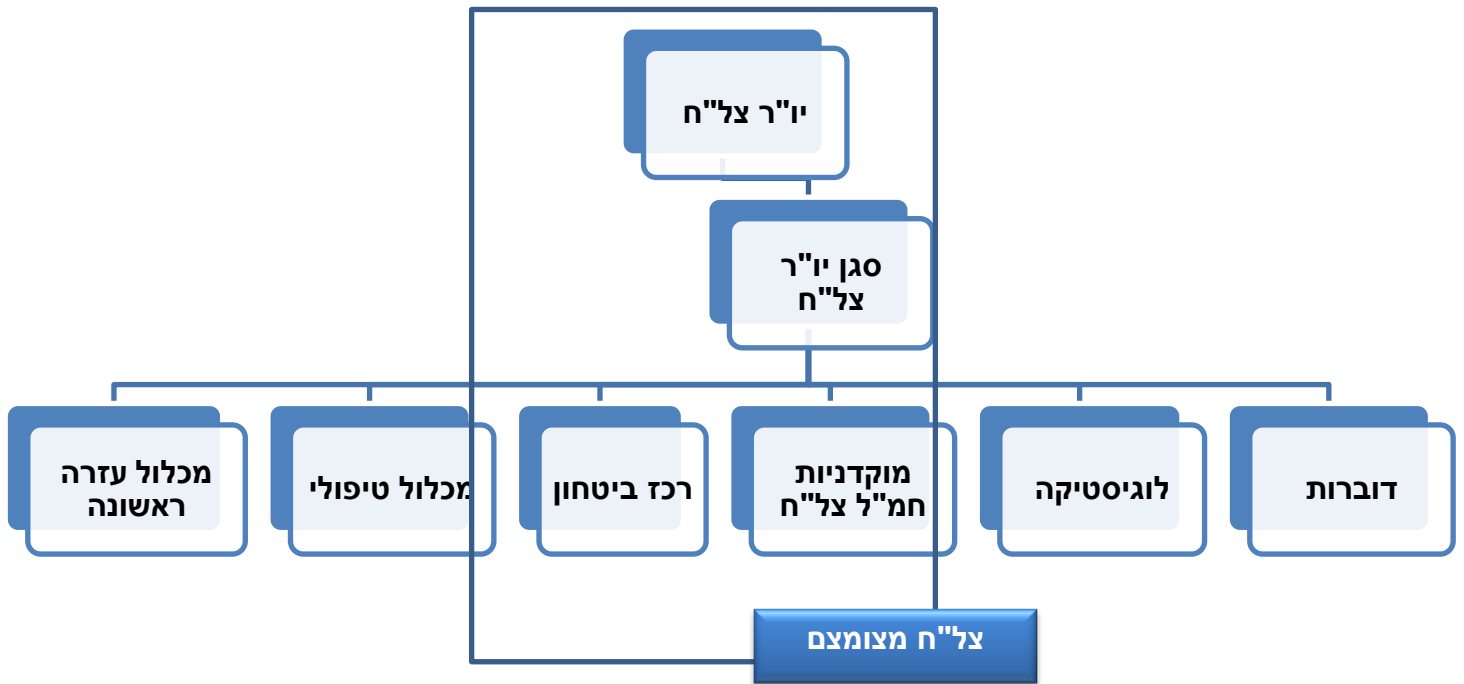 יו"ר צל"ח
סגן יו"ר
צל"ח
דוברות
לוגיסטיקה
מוקדניות
חמ"ל צל"ח
רכז ביטחון
מכלול טיפולי
מכלול עזרה
ראשונה
צל"ח מצומצם